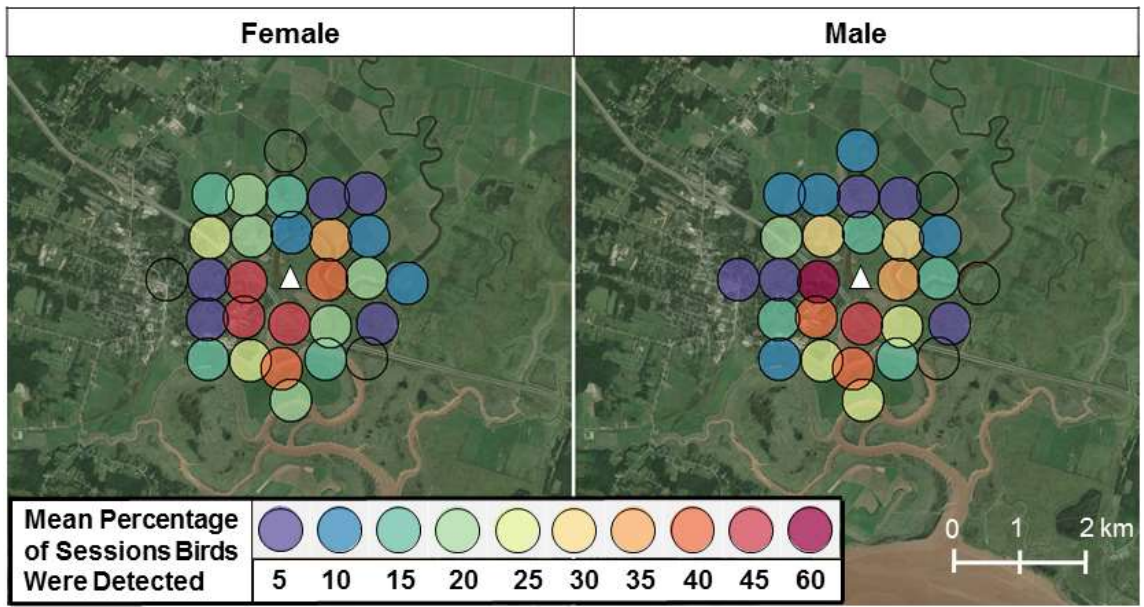 Female
Male
Mean Percentage
of Sessions Birds
Were Detected
5 10 15 20 25 30 35 40 45 60
0 1 2 km